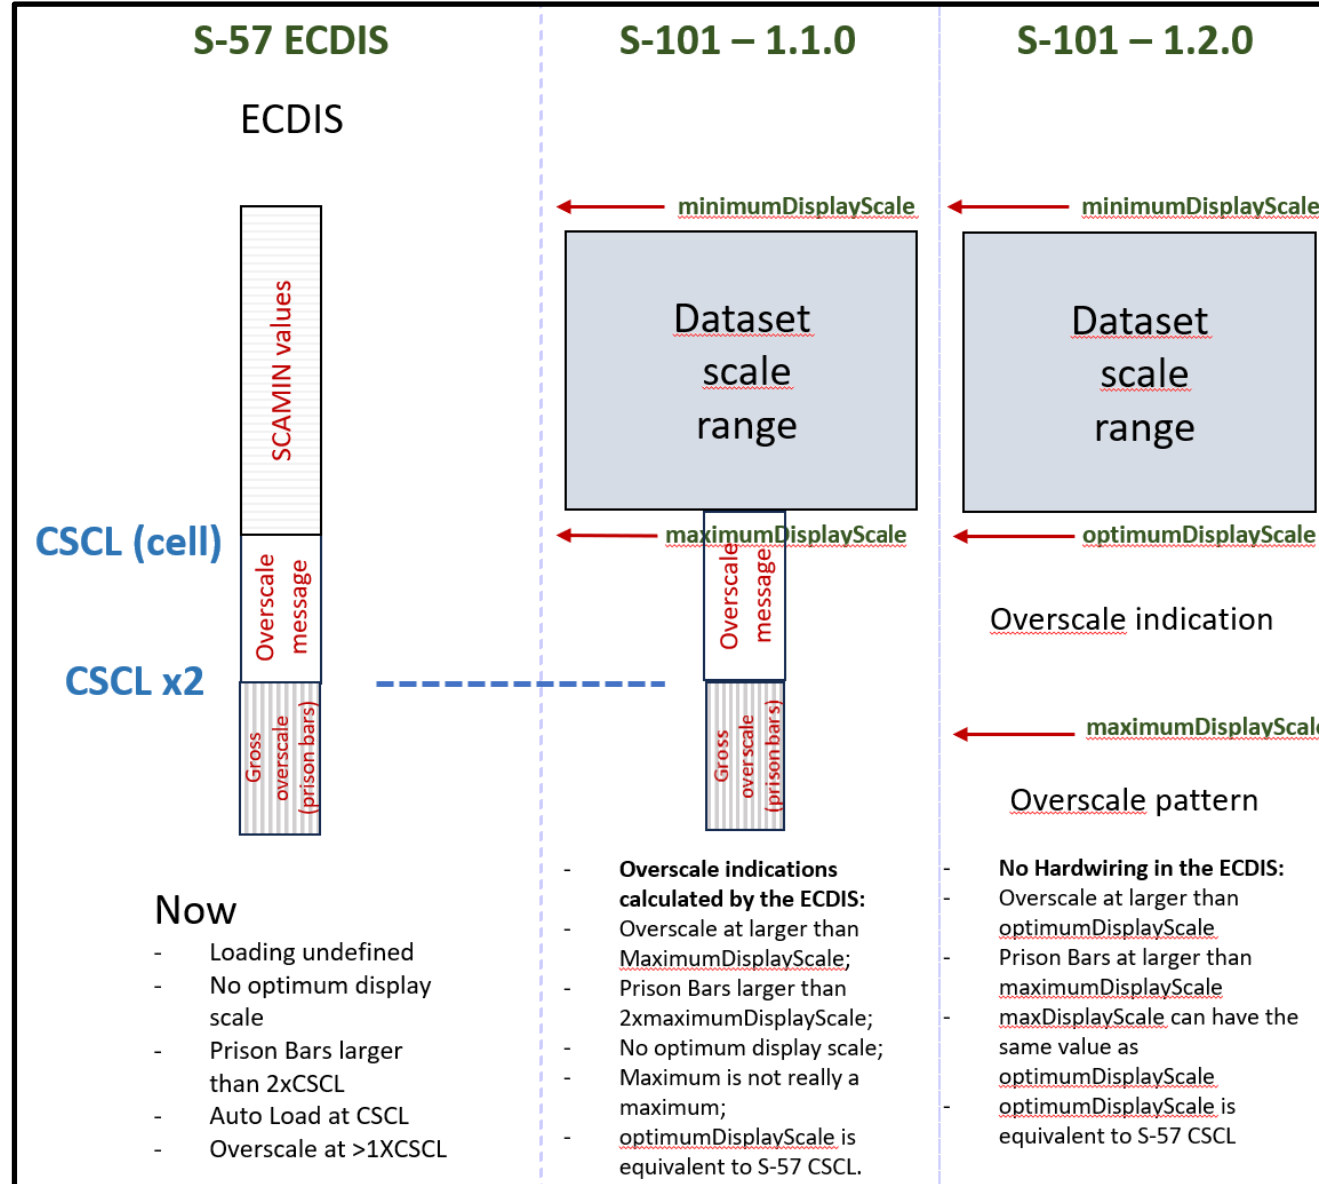 S-57 ECDIS
ECDIS
SCAMIN values
CSCL (cell)
Overscale
message
CSCL x2
Gross
overscale
(prison bars)
Now
- Loading undefined
- No optimum display
scale
- Prison Bars larger
than 2xCSCL
- Auto Load at CSCL
- Overscale at >1XCSCL
S-101 – 1.1.0
minimumDisplayScale
Dataset
scale
range
maximumDisplayScale
Overscale
message
Gross
overscale
(prison bars)
- Overscale indications
calculated by the ECDIS:
- Overscale at larger than
MaximumDisplayScale;
- Prison Bars larger than
2xmaximumDisplayScale;
- No optimum display scale;
- Maximum is not really a
maximum;
- optimumDisplayScale is
equivalent to S-57 CSCL.
S-101 – 1.2.0
minimumDisplayScale
Dataset
scale
range
optimumDisplayScale
Overscale indication
maximumDisplayScale
Overscale pattern
- No Hardwiring in the ECDIS:
- Overscale at larger than
optimumDisplayScale
- Prison Bars at larger than
maximumDisplayScale
- maxDisplayScale can have the
same value as
optimumDisplayScale
- optimumDisplayScale is
equivalent to S-57 CSCL